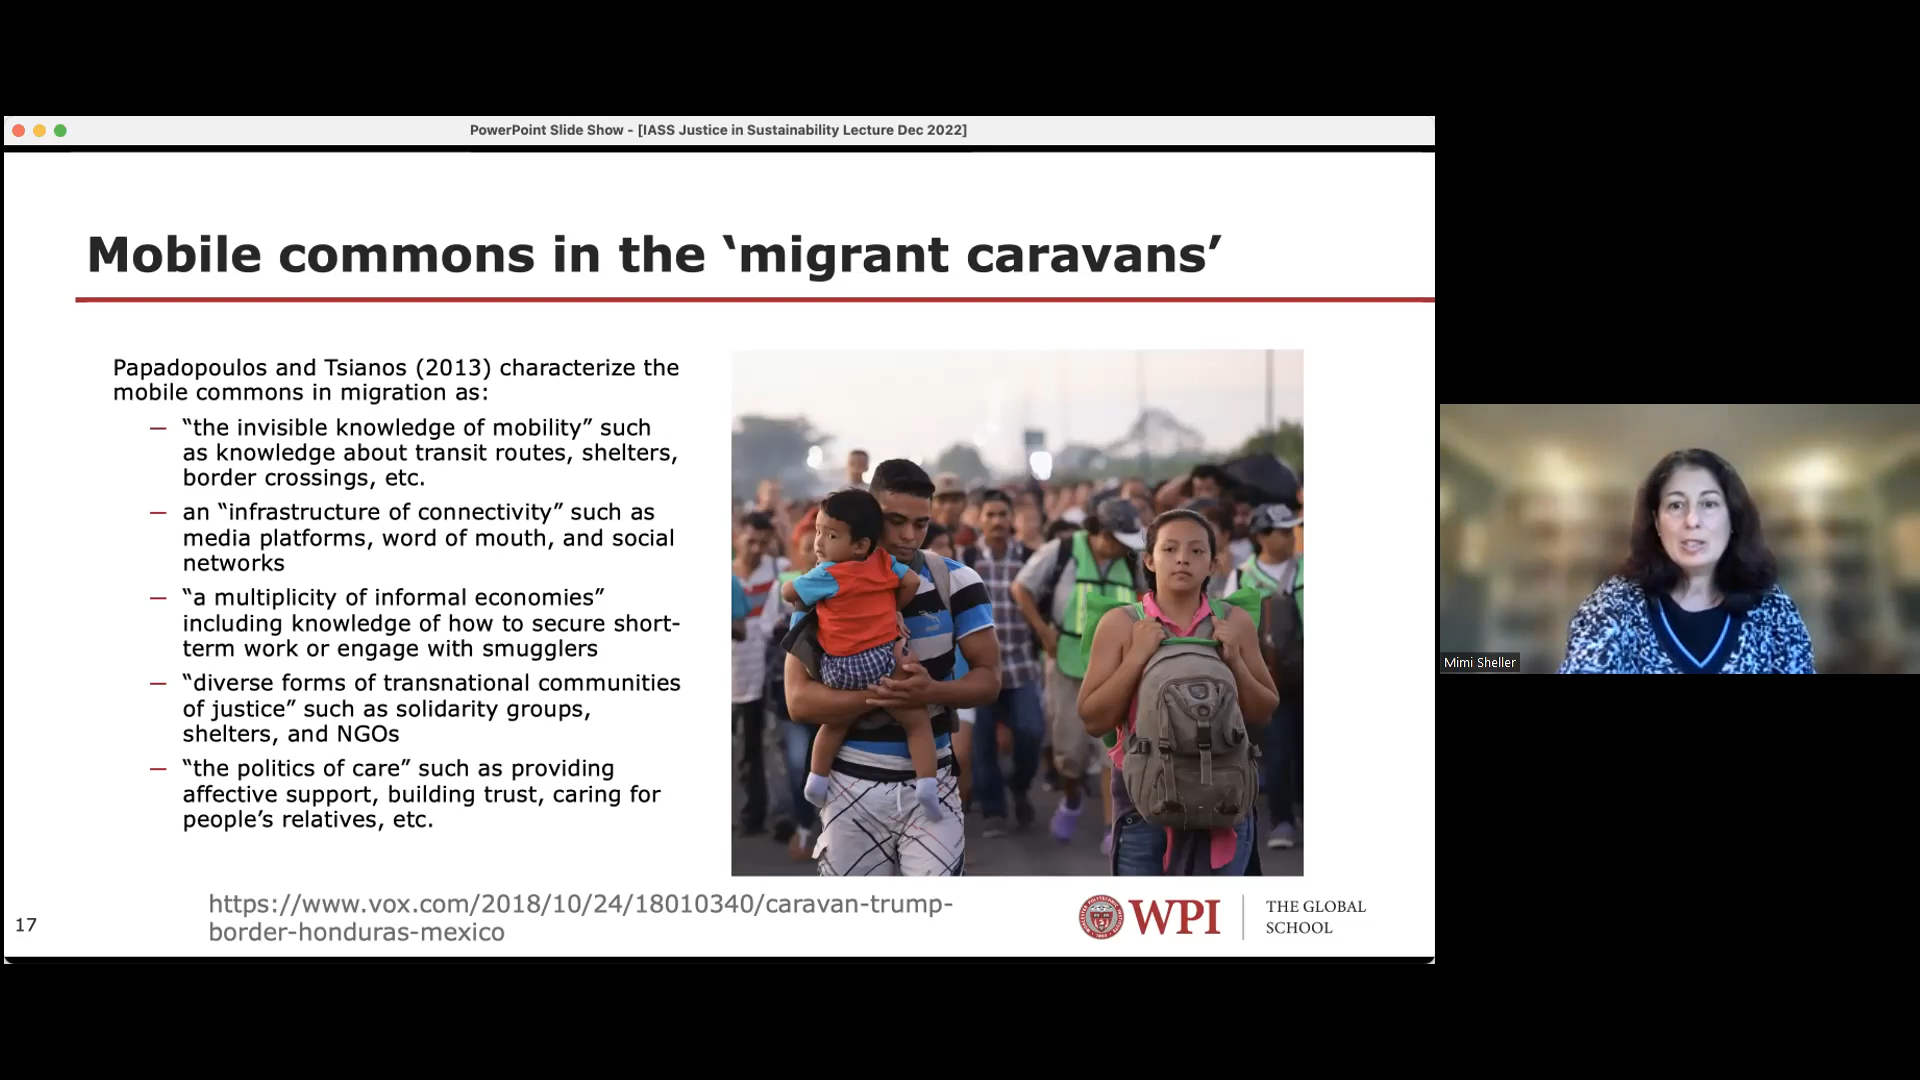 PowerPoint Slide Show - [IASS Justice in Sustainability Lecture Dec 2022]
Mobile commons in the ‘migrant caravans’
Papadopoulos and Tsianos (2013) characterize the
mobile commons in migration as:
— “the invisible knowledge of mobility” such
as knowledge about transit routes, shelters,
border crossings, etc.
— an “infrastructure of connectivity” such as
media platforms, word of mouth, and social
networks
— “a multiplicity of informal economies”
including knowledge of how to secure short-
term work or engage with smugglers
— “diverse forms of transnational communities
of justice” such as solidarity groups,
shelters, and NGOs
— “the politics of care” such as providing
affective support, building trust, caring for
people’s relatives, etc.
https://www.vox.com/2018/10/24/18010340/caravan-trump-
border-honduras-mexico
17
WPI
THE GLOBAL
SCHOOL
Mimi Sheller